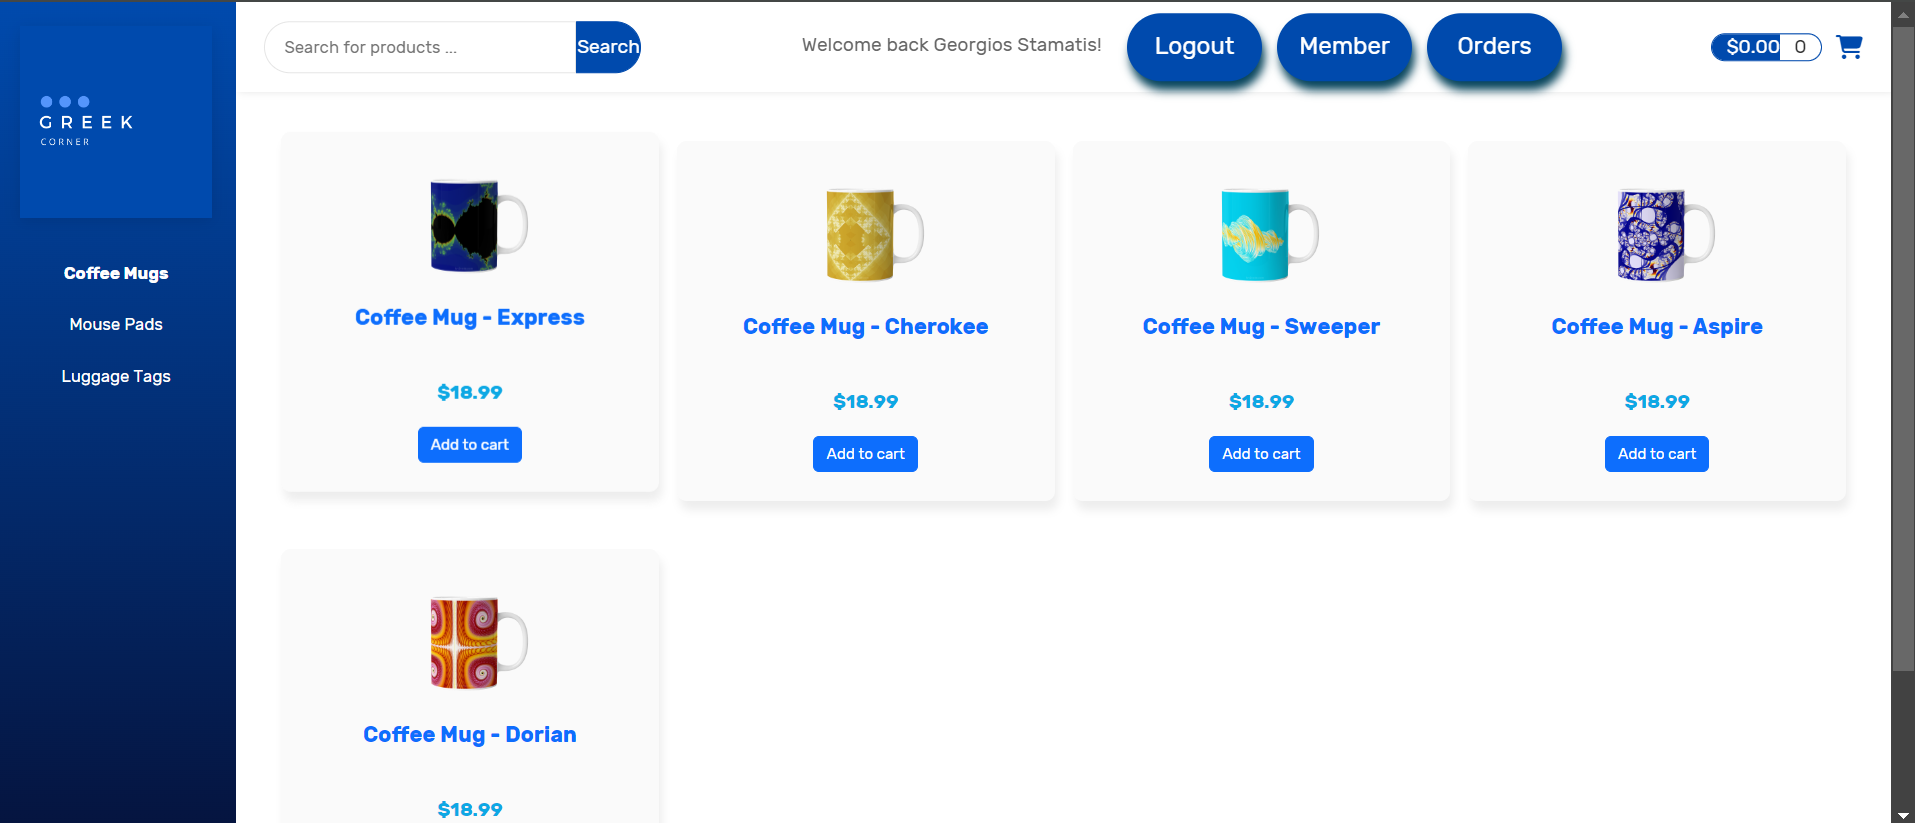 GREEK
CORNER
Coffee Mugs
Mouse Pads
Luggage Tags
Search for products ...
Search
Welcome back Georgios Stamatis!
Logout
Member
Orders
$0.00
0
Coffee Mug - Express
$18.99
Add to cart
Coffee Mug - Cherokee
$18.99
Add to cart
Coffee Mug - Sweeper
$18.99
Add to cart
Coffee Mug - Aspire
$18.99
Add to cart
Coffee Mug - Dorian
$18.99